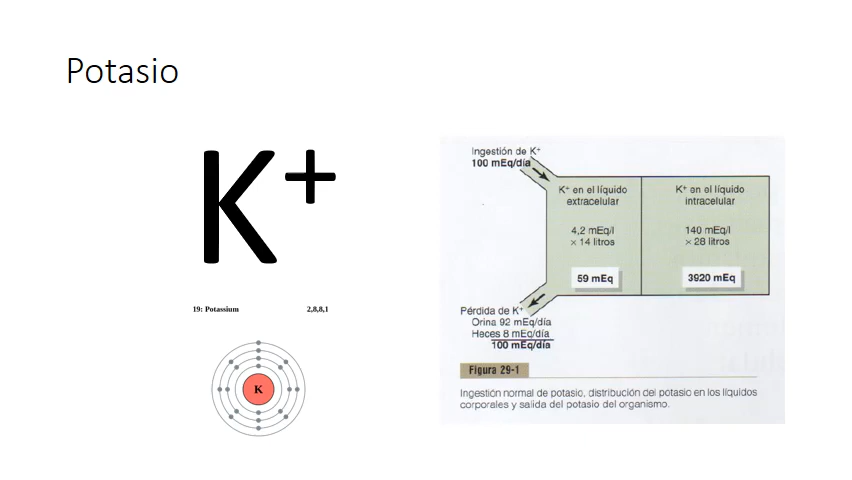 Potasio
K+
19: Potassium 2,8,8,1
K
Ingestión de K+
100 mEq/día
K+ en el líquido
extracelular
4,2 mEq/l
× 14 litros
59 mEq
K+ en el líquido
intracelular
140 mEq/l
× 28 litros
3920 mEq
Pérdida de K+
Orina 92 mEq/día
Heces 8 mEq/día
100 mEq/día
Figura 29-1
Ingestión normal de potasio, distribución del potasio en los líquidos
corporales y salida del potasio del organismo.